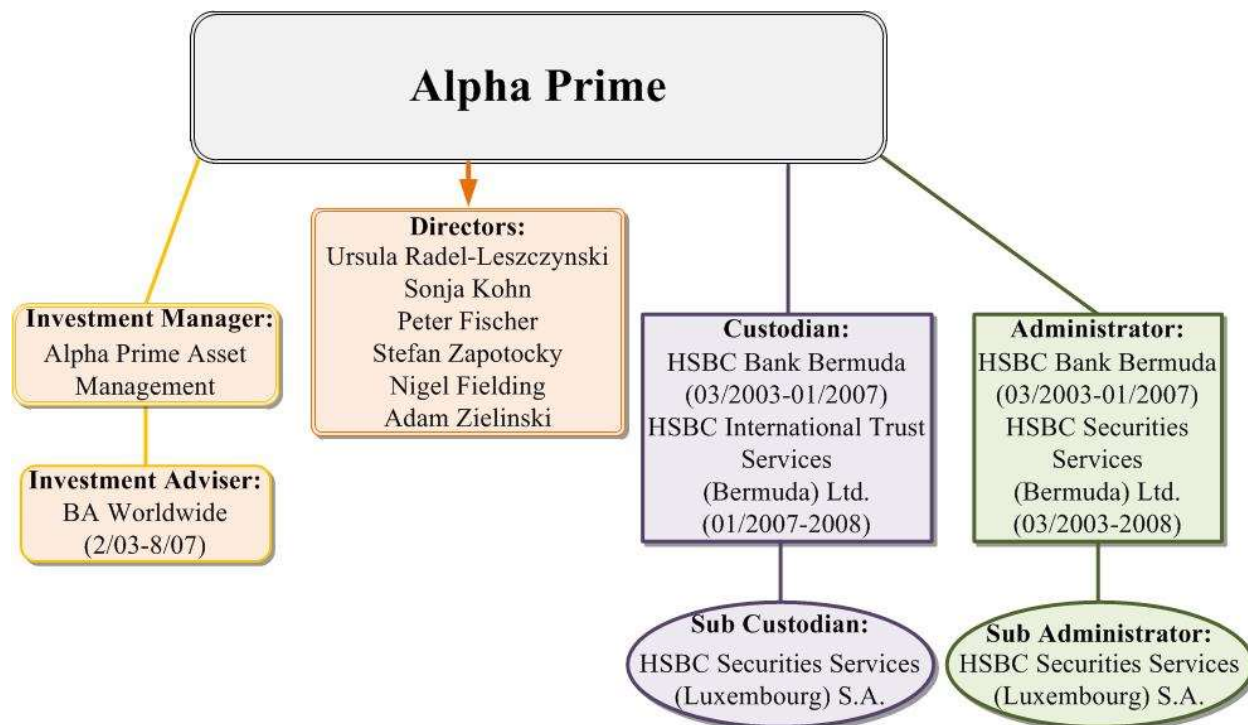 Alpha Prime
Investment Manager:
Alpha Prime Asset
Management
Investment Adviser:
BA Worldwide
(2/03-8/07)
Directors:
Ursula Radel-Leszczynski
Sonja Kohn
Peter Fischer
Stefan Zapotocky
Nigel Fielding
Adam Zielinski
Custodian:
HSBC Bank Bermuda
(03/2003-01/2007)
HSBC International Trust
Services
(Bermuda) Ltd.
(01/2007-2008)
Sub Custodian:
HSBC Securities Services
(Luxembourg) S.A.
Administrator:
HSBC Bank Bermuda
(03/2003-01/2007)
HSBC Securities
Services
(Bermuda) Ltd.
(03/2003-2008)
Sub Administrator:
HSBC Securities Services
(Luxembourg) S.A.